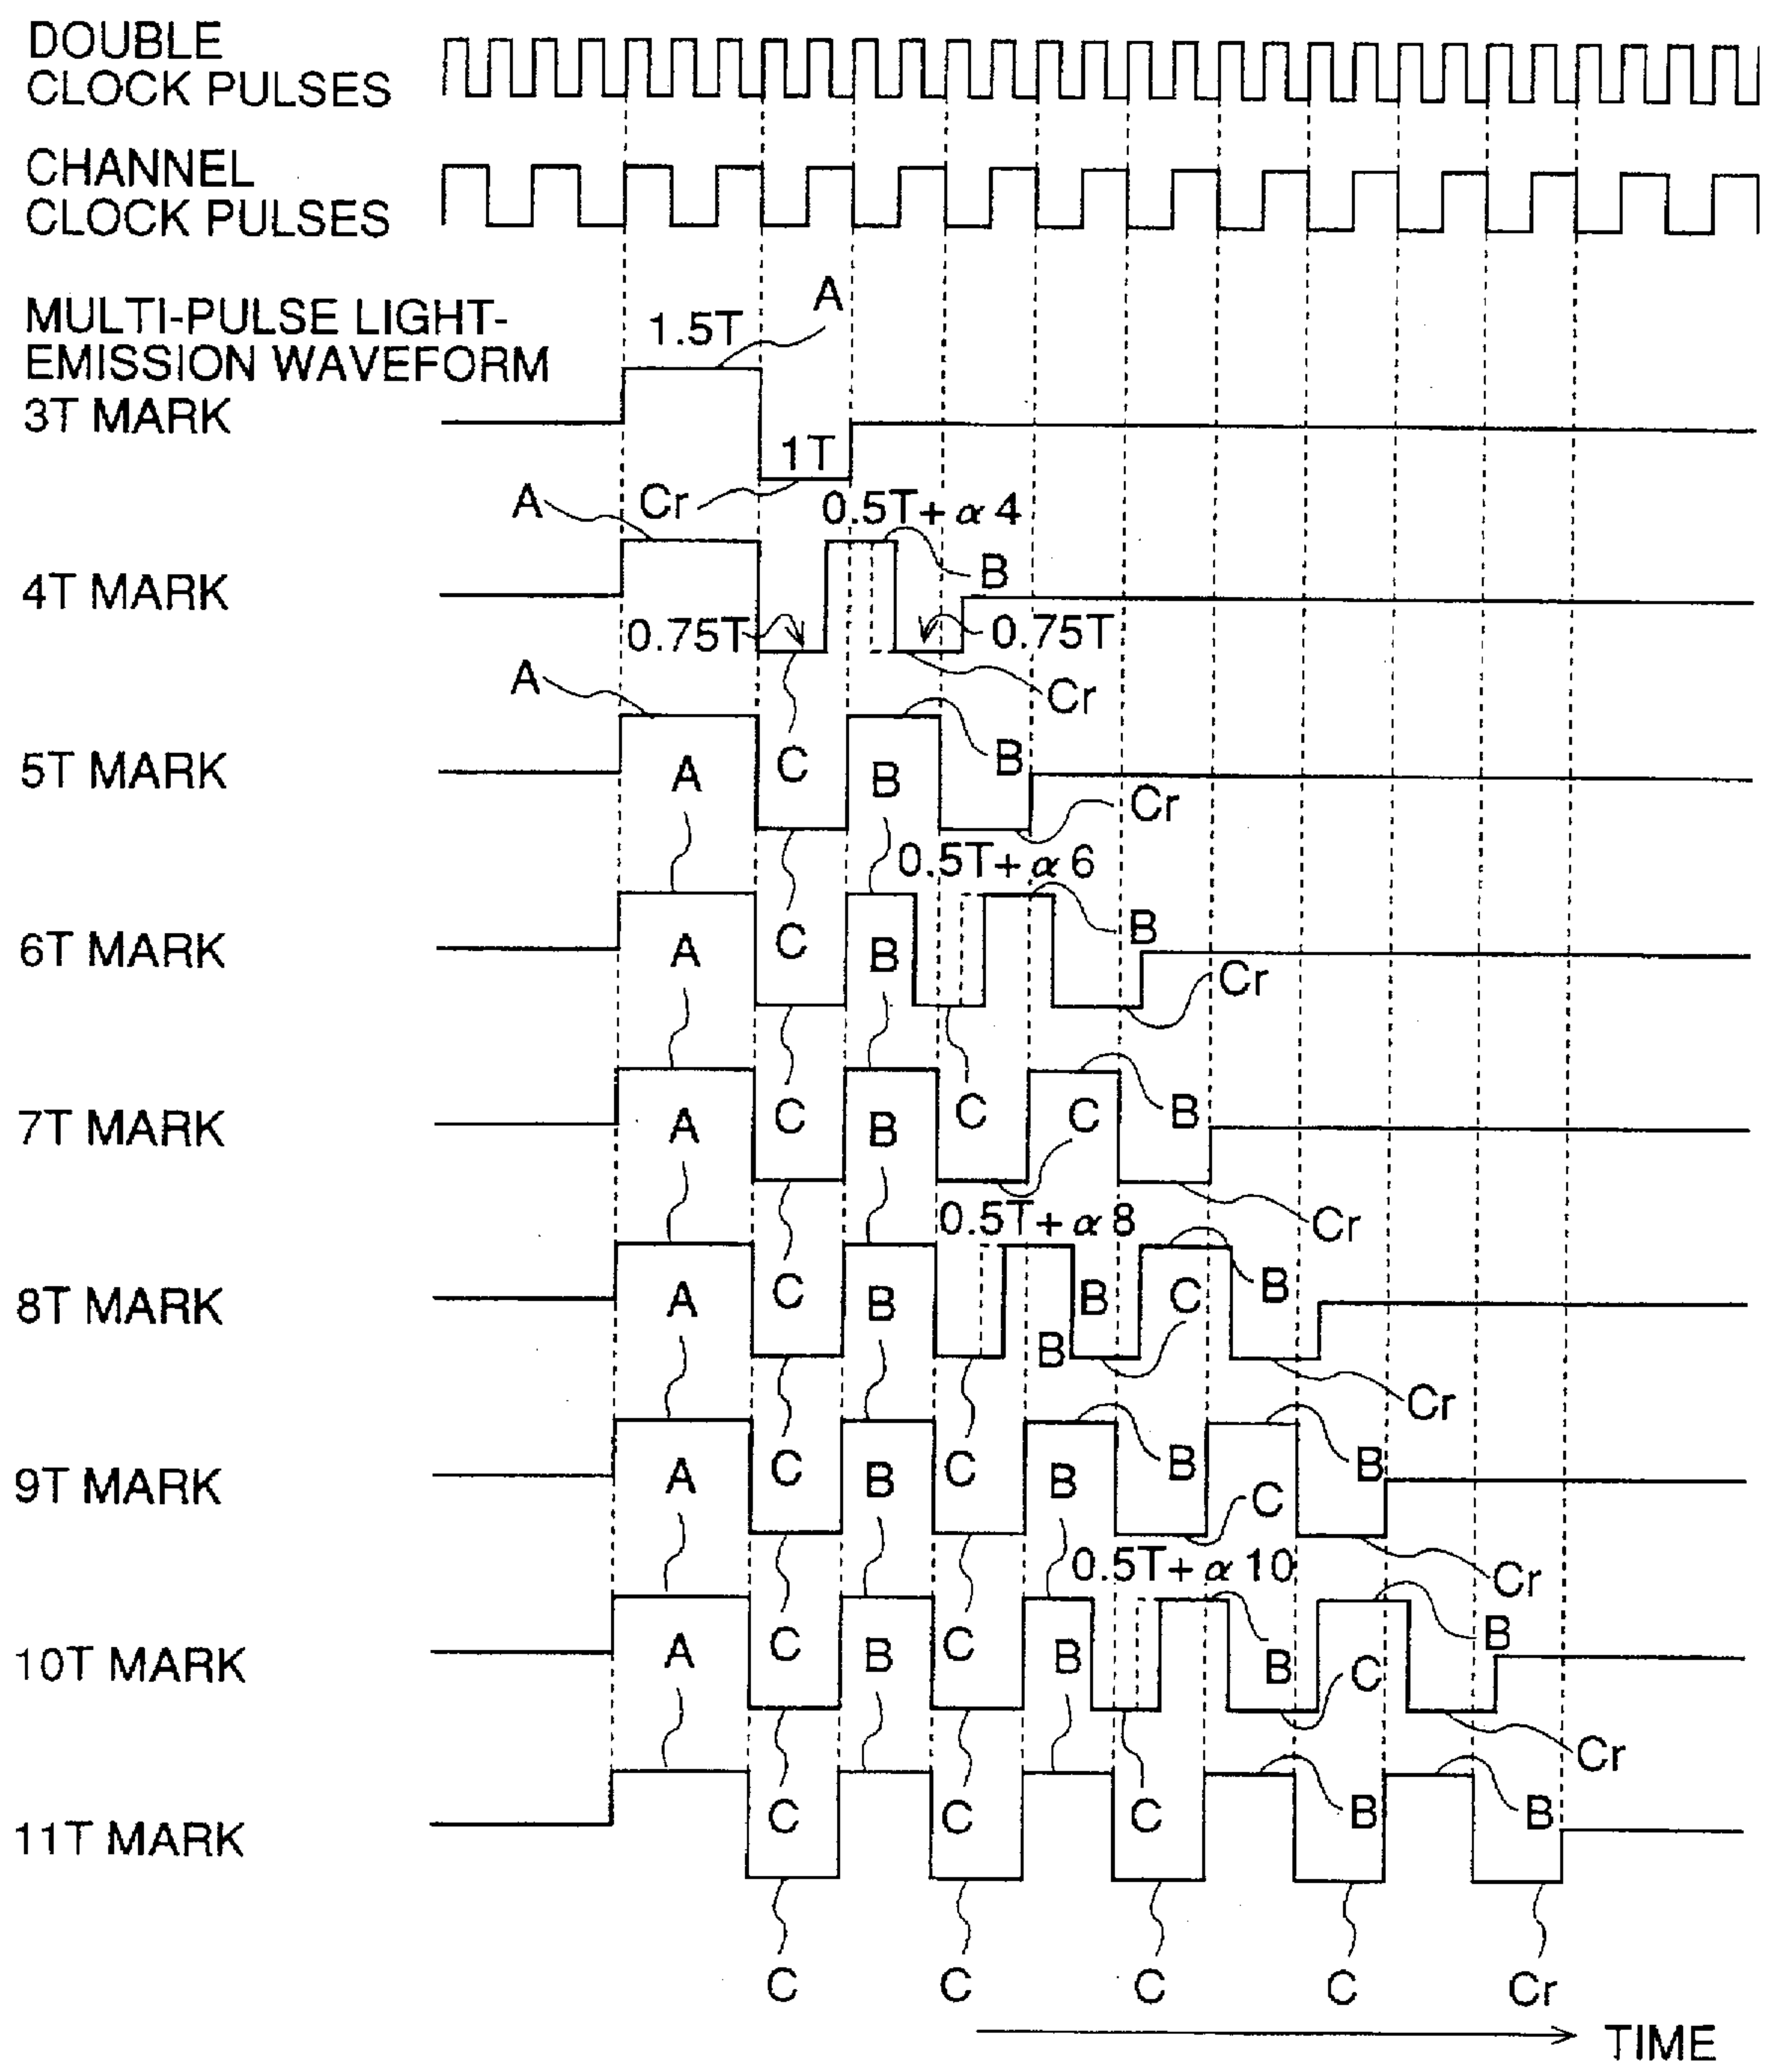 DOUBLE
CLOCK PULSES
CHANNEL
CLOCK PULSES
MULTI-PULSE LIGHT-
EMISSION WAVEFORM
1.5T A
3T MARK
1T
A Cr 0.5T+α4
4T MARK B
0.75T 0.75T
A Cr
5T MARK A C B B
Cr
0.5T+α6
6T MARK A C B B
Cr
7T MARK A C B C C B
0.5T+α8 Cr
8T MARK A C B B B C B
Cr
9T MARK A C B C B B C B
0.5T+α10 Cr
10T MARK A C B C B B C B
Cr
11T MARK C C C B B
C C C C Cr
TIME